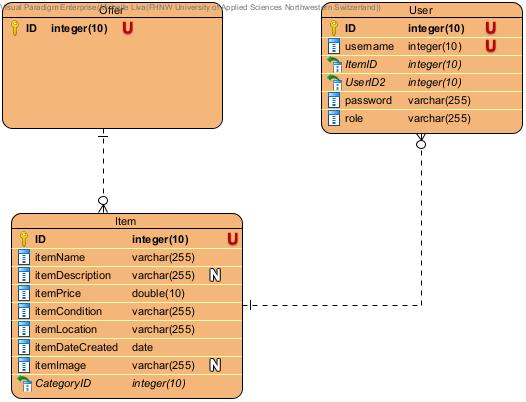 Visual Paradigm Enterprise(Michele Liva(FHNW University of Applied Sciences Northwestern Switzerland))
Offer
ID integer(10) U
User
ID integer(10) U
username integer(10) U
ItemID integer(10)
UserID2 integer(10)
password varchar(255)
role varchar(255)
Item
ID integer(10) U
itemName varchar(255)
itemDescription varchar(255) N
itemPrice double(10)
itemCondition varchar(255)
itemLocation varchar(255)
itemDateCreated date
itemImage varchar(255) N
CategoryID integer(10)